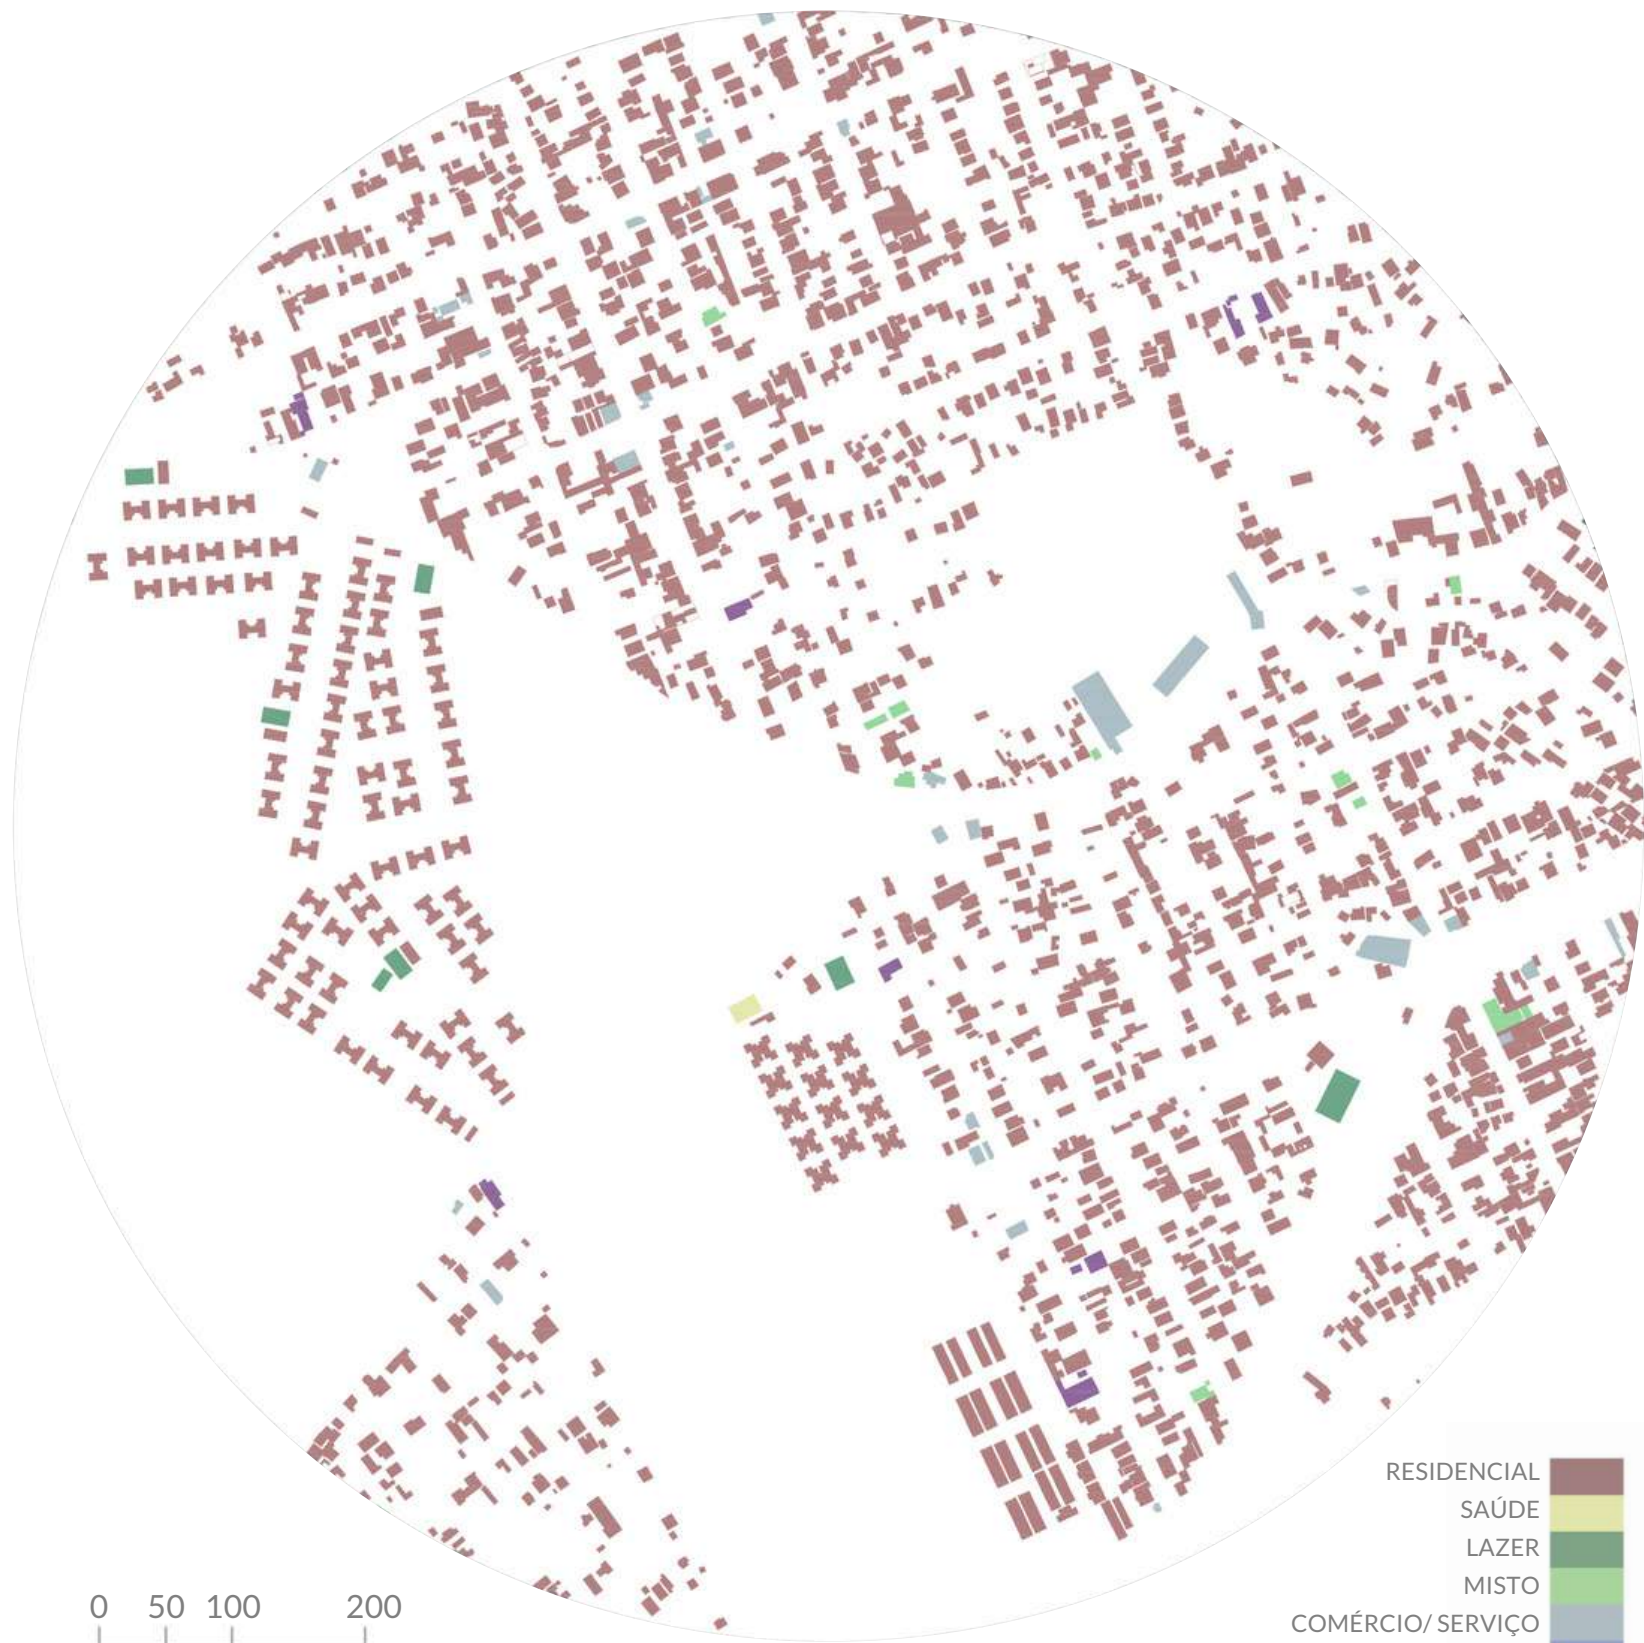 RESIDENCIAL
SAÚDE
LAZER
MISTO
COMÉRCIO/ SERVIÇO
0 50 100 200